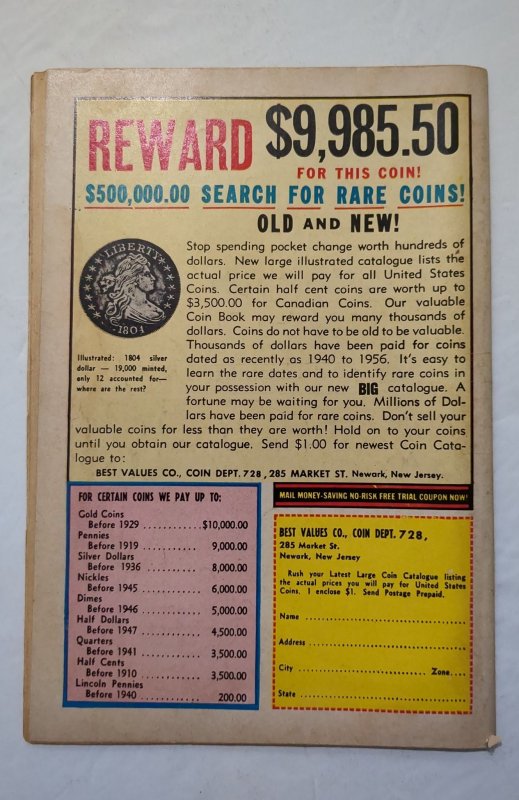 REWARD $9,985.50
FOR THIS COIN!
$500,000.00 SEARCH FOR RARE COINS!
OLD AND NEW!
LIBERTY
1804
Illustrated: 1804 silver
dollar — 19,000 minted,
only 12 accounted for—
where are the rest?
Stop spending pocket change worth hundreds of
dollars. New large illustrated catalogue lists the
actual price we will pay for all United States
Coins. Certain half cent coins are worth up to
$3,500.00 for Canadian Coins. Our valuable
Coin Book may reward you many thousands of
dollars. Coins do not have to be old to be valuable.
Thousands of dollars have been paid for coins
dated as recently as 1940 to 1956. It's easy to
learn the rare dates and to identify rare coins in
your possession with our new BIG catalogue. A
fortune may be waiting for you. Millions of Dol-
lars have been paid for rare coins. Don't sell your
valuable coins for less than they are worth! Hold on to your coins
until you obtain our catalogue. Send $1.00 for newest Coin Cata-
logue to:
BEST VALUES CO., COIN DEPT. 728, 285 MARKET ST. Newark, New Jersey.
FOR CERTAIN COINS WE PAY UP TO:
Gold Coins
Before 1929 ........... $10,000.00
Pennies
Before 1919 ........... 9,000.00
Silver Dollars
Before 1936 ........... 8,000.00
Nickles
Before 1945 ........... 6,000.00
Dimes
Before 1946 ........... 5,000.00
Half Dollars
Before 1947 ........... 4,500.00
Quarters
Before 1941 ........... 3,500.00
Half Cents
Before 1910 ........... 3,500.00
Lincoln Pennies
Before 1940 ........... 200.00
MAIL MONEY-SAVING NO-RISK FREE TRIAL COUPON NOW!
BEST VALUES CO., COIN DEPT. 728,
285 Market St.
Newark, New Jersey
Rush your Latest Large Coin Catalogue listing
the actual prices you will pay for United States
Coins. I enclose $1. Send Postage Prepaid.
Name ........................................
Address ........................................
City ........................................ Zone....
State ........................................